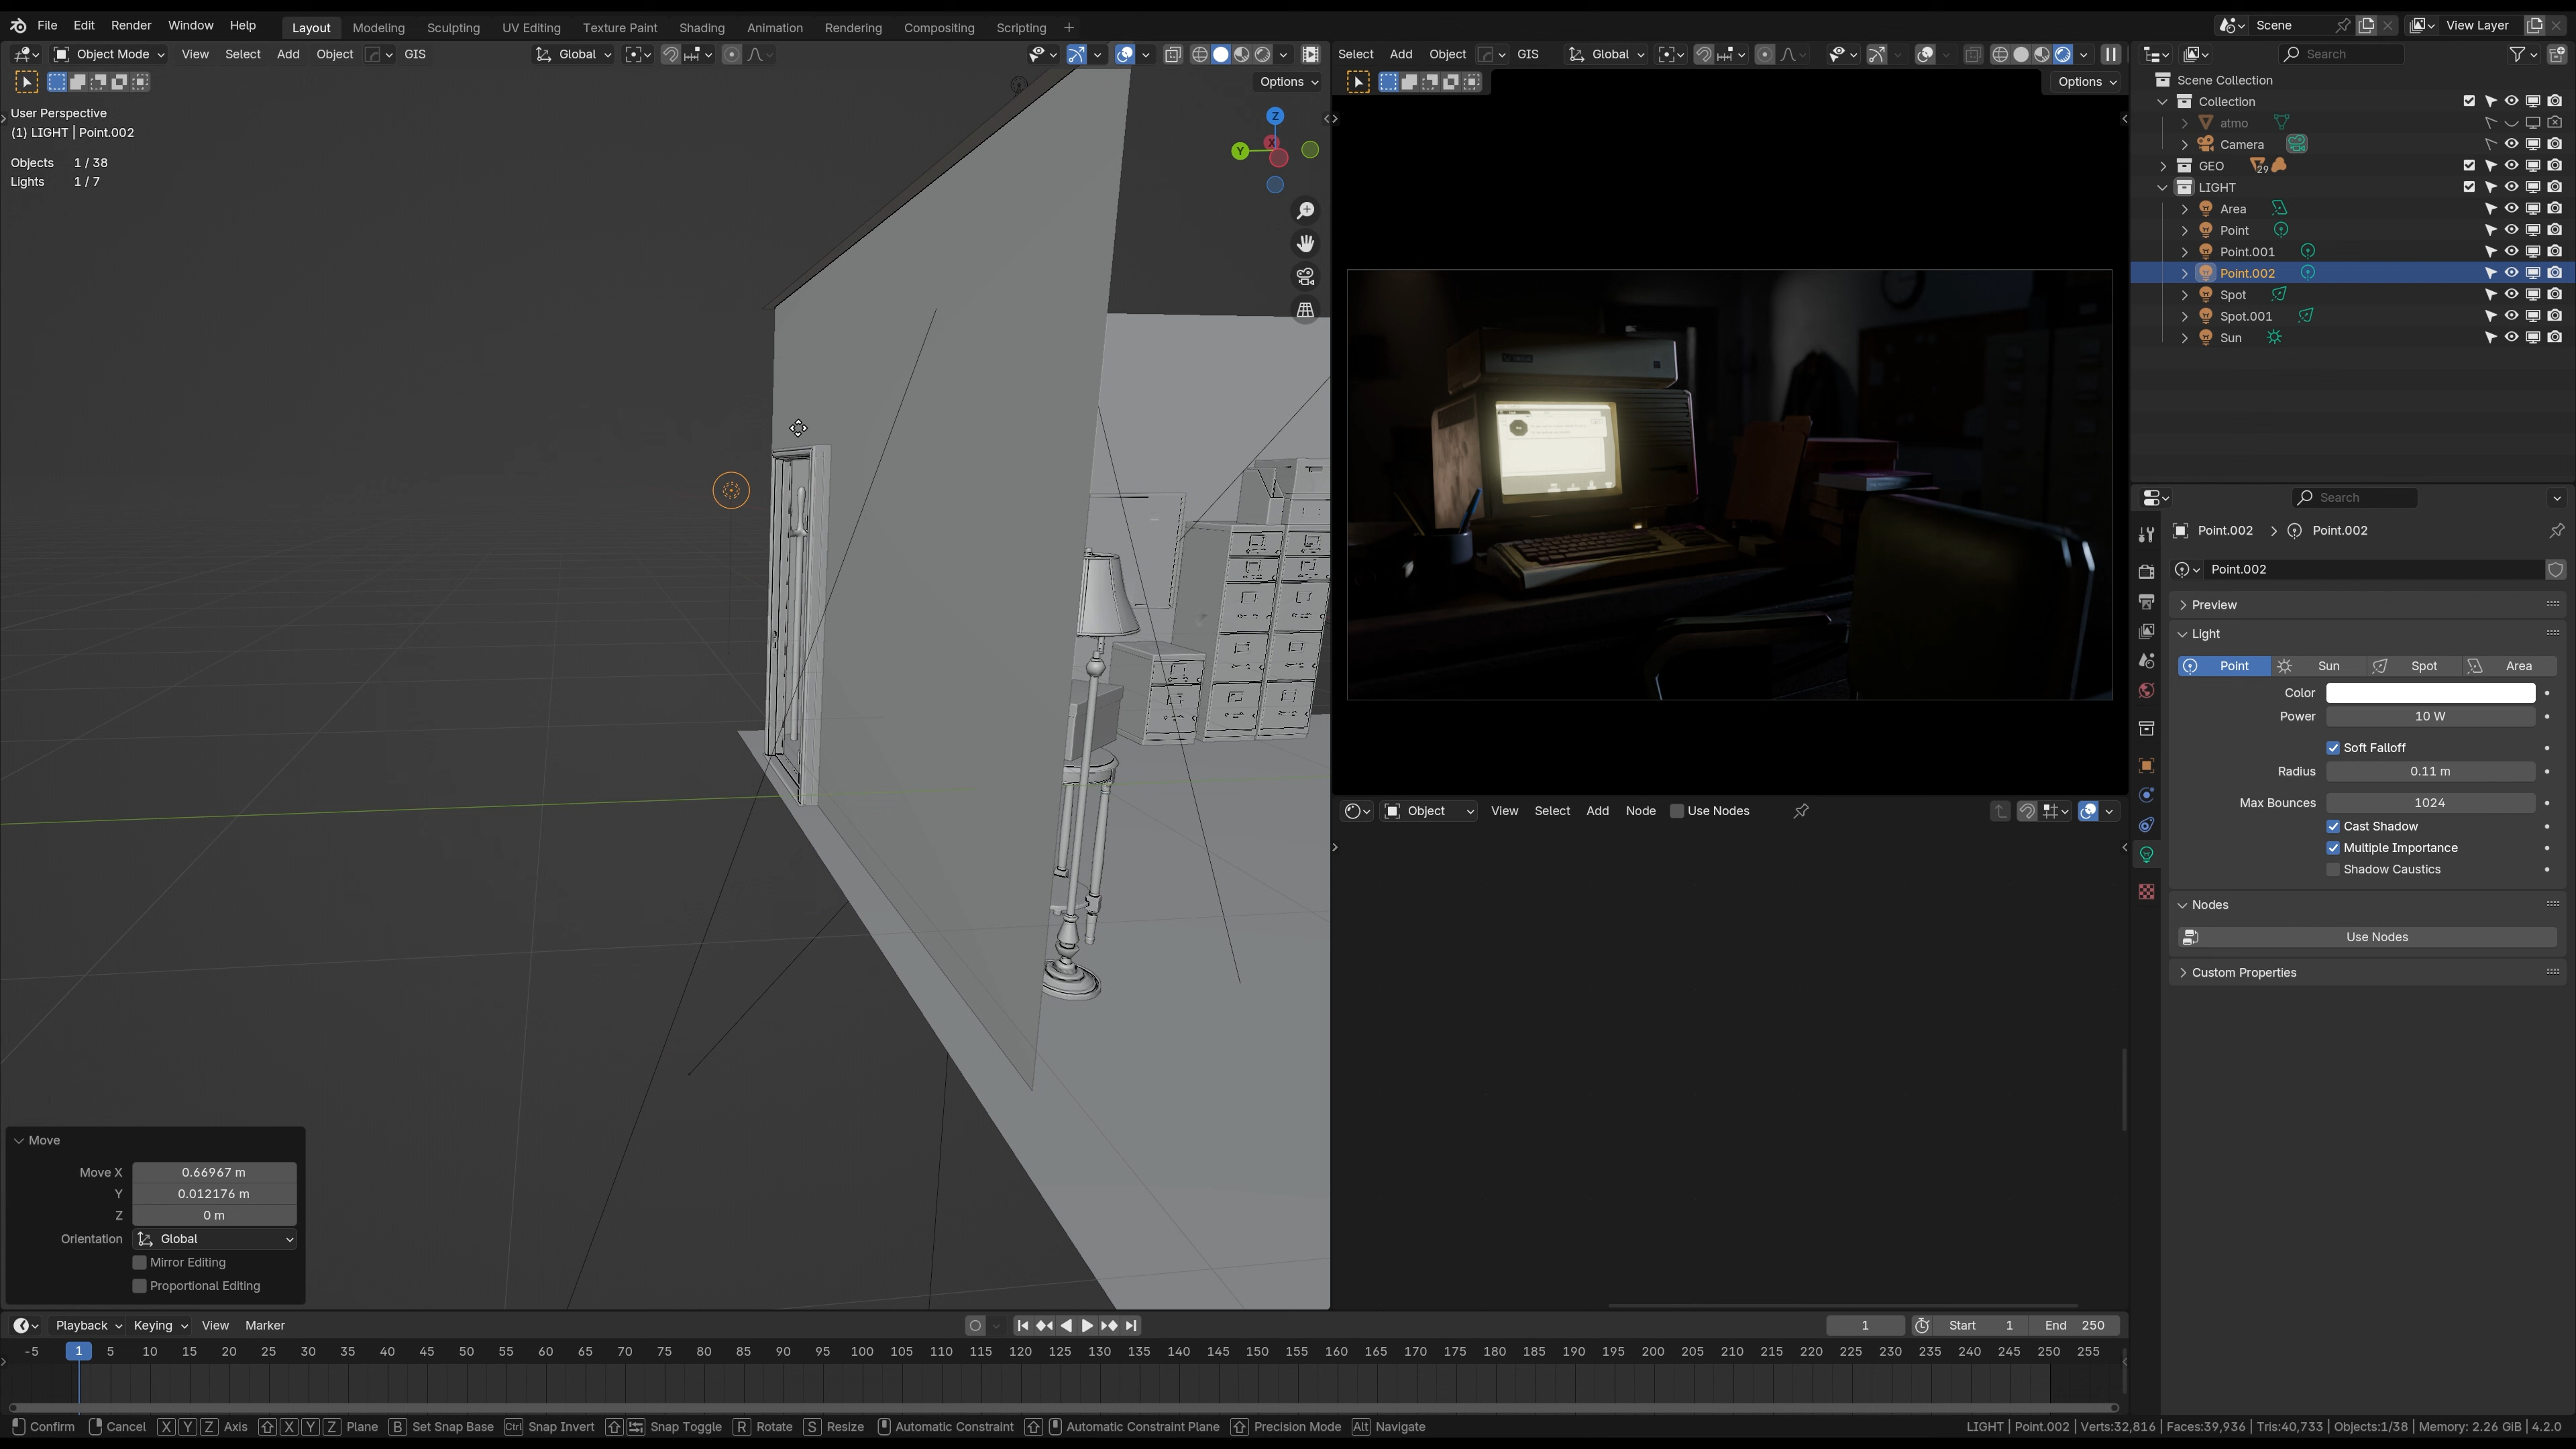 File Edit Render Window Help Layout Modeling Sculpting UV Editing Texture Paint Shading Animation Rendering Compositing Scripting + Scene View Layer
Object Mode View Select Add Object GIS Global
Select Add Object GIS Global
Search
Options
Options
User Perspective
(1) LIGHT | Point.002
Objects 1 / 38
Lights 1 / 7
Z
Y
X
Scene Collection
Collection
atmo
Camera
GEO 29
LIGHT
Area
Point
Point.001
Point.002
Spot
Spot.001
Sun
Search
Point.002 > Point.002
Point.002
Preview
Light
Point Sun Spot Area
Color
Power 10 W
Soft Falloff
Radius 0.11 m
Max Bounces 1024
Cast Shadow
Multiple Importance
Shadow Caustics
Nodes
Use Nodes
Custom Properties
Object View Select Add Node Use Nodes
Move
Move X 0.66967 m
Y 0.012176 m
Z 0 m
Orientation Global
Mirror Editing
Proportional Editing
Playback Keying View Marker 1 Start 1 End 250
-5 1 5 10 15 20 25 30 35 40 45 50 55 60 65 70 75 80 85 90 95 100 105 110 115 120 125 130 135 140 145 150 155 160 165 170 175 180 185 190 195 200 205 210 215 220 225 230 235 240 245 250 255
Confirm Cancel X Y Z Axis X Y Z Plane B Set Snap Base Ctrl Snap Invert Snap Toggle R Rotate S Resize Automatic Constraint Automatic Constraint Plane Precision Mode Alt Navigate LIGHT | Point.002 | Verts:32,816 | Faces:39,936 | Tris:40,733 | Objects:1/38 | Memory: 2.26 GiB | 4.2.0